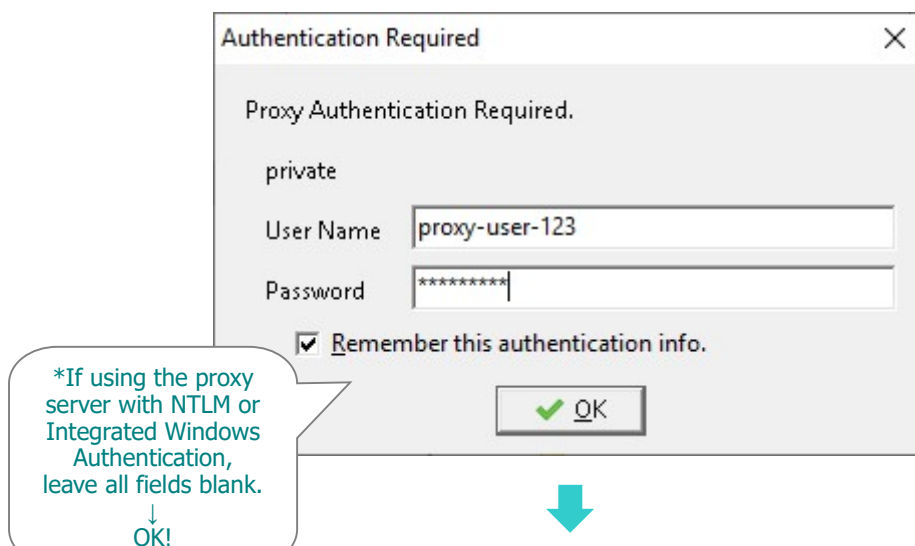 Authentication Required
Proxy Authentication Required.
private
User Name proxy-user-123
Password *********
Remember this authentication info.
OK
*If using the proxy
server with NTLM or
Integrated Windows
Authentication,
leave all fields blank.
↓
OK!